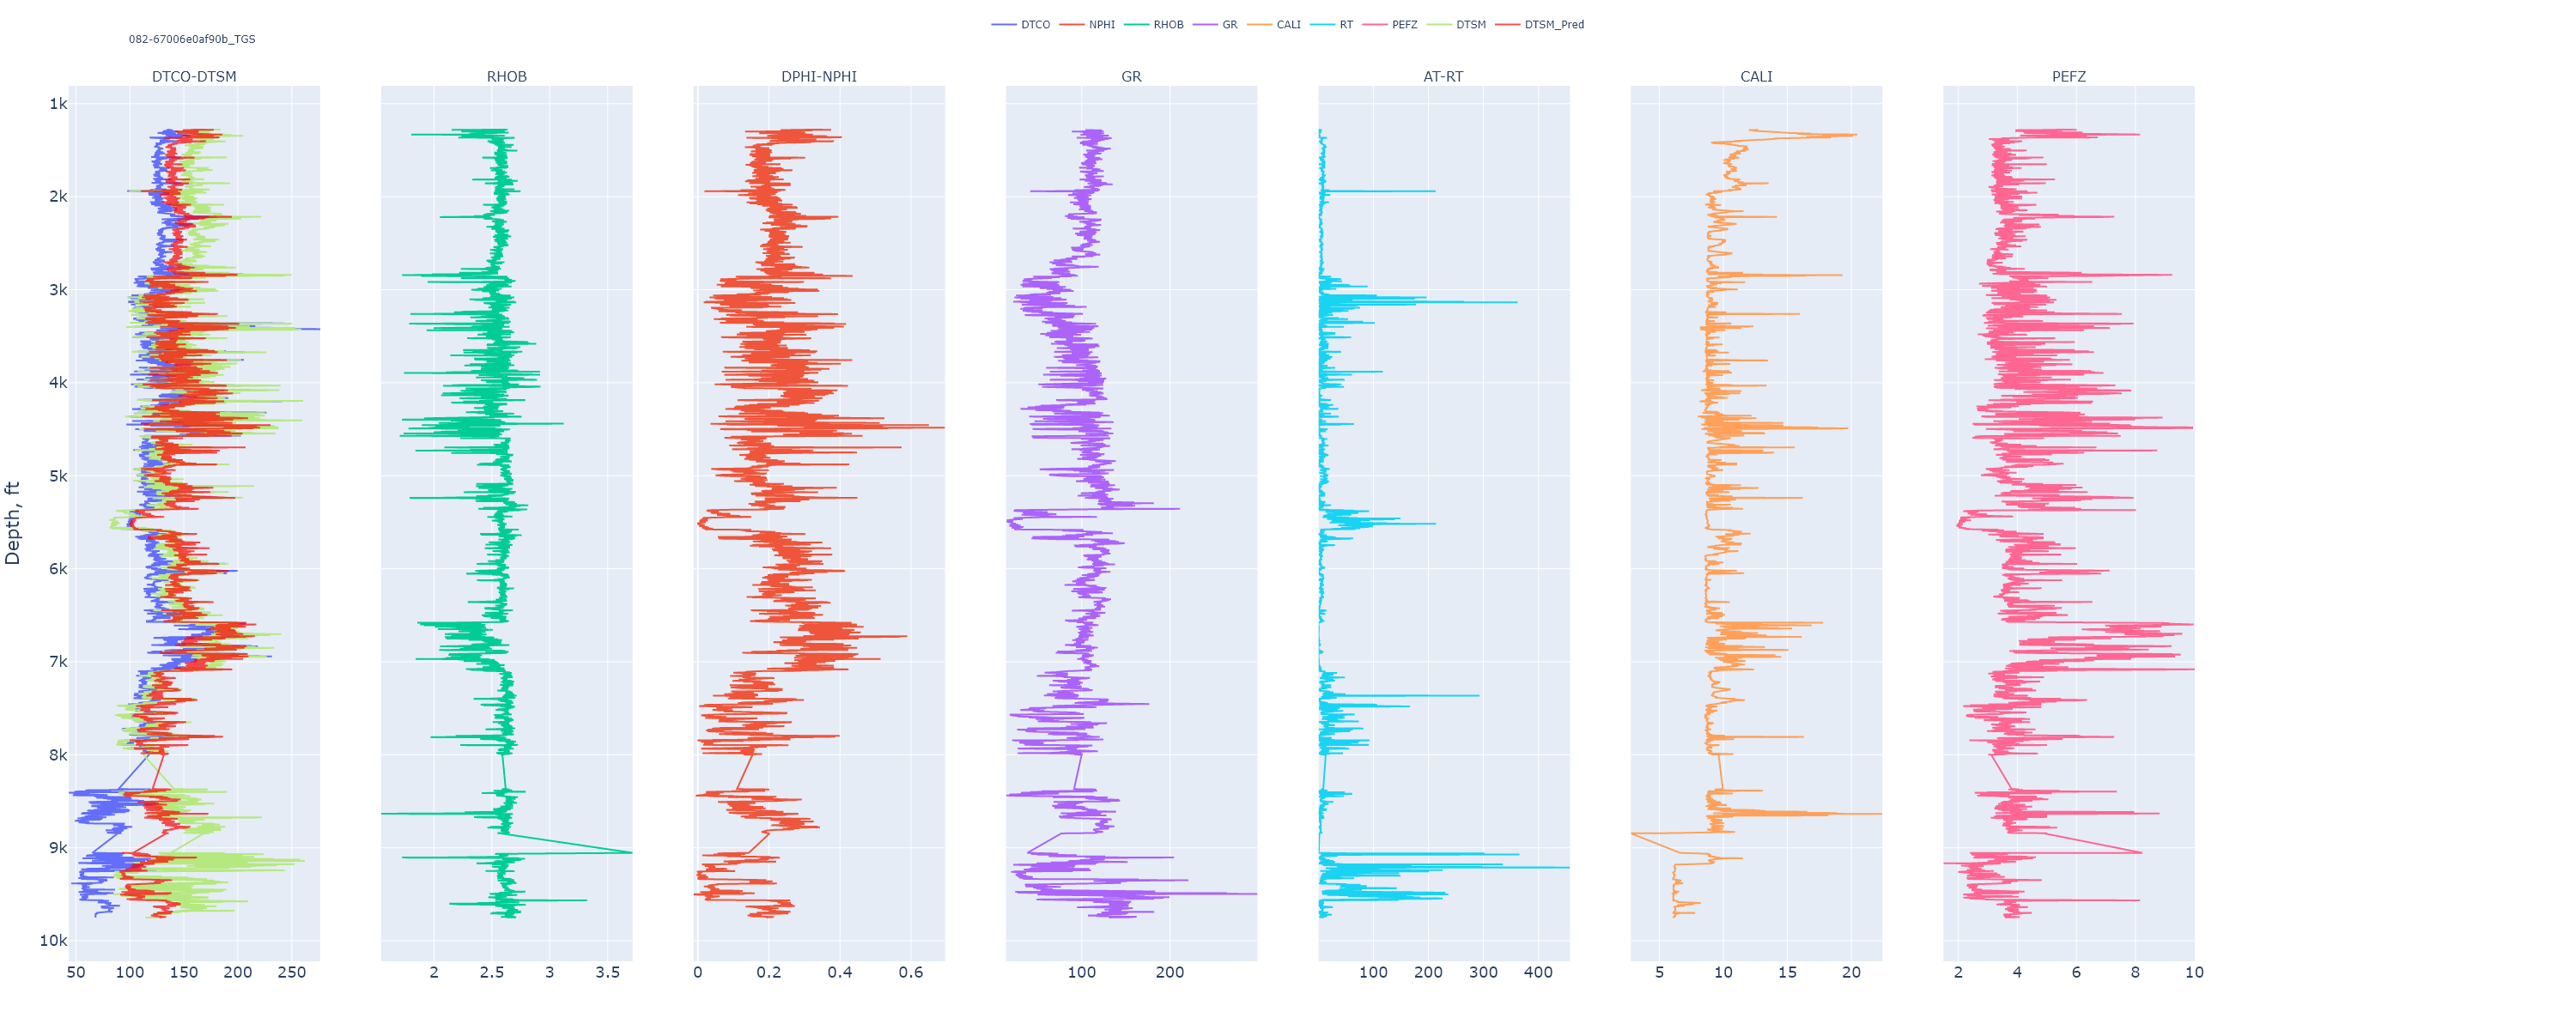 DTCO NPHI RHOB GR CALI RT PEFZ DTSM DTSM_Pred
082-67006e0af90b_TGS
DTCO-DTSM RHOB DPHI-NPHI GR AT-RT CALI PEFZ
Depth, ft
1k
2k
3k
4k
5k
6k
7k
8k
9k
10k
50 100 150 200 250 2 2.5 3 3.5 0 0.2 0.4 0.6 100 200 100 200 300 400 5 10 15 20 2 4 6 8 10